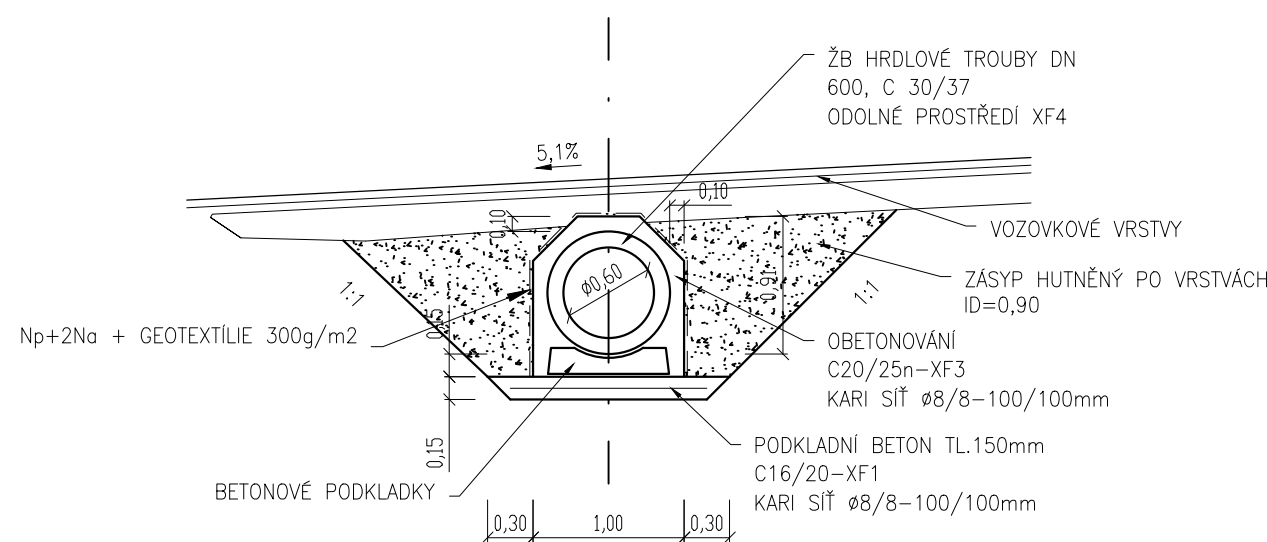 ŽB HRDLOVÉ TROUBY DN
600, C 30/37
ODOLNÉ PROSTŘEDÍ XF4
5,1%
0,10
0,10
VOZOVKOVÉ VRSTVY
ZÁSYP HUTNĚNÝ PO VRSTVÁCH
ID=0,90
1:1
1:1
ø0,60
0,91
Np+2Na + GEOTEXTÍLIE 300g/m2
0,15
OBETONOVÁNÍ
C20/25n-XF3
KARI SÍŤ ø8/8-100/100mm
0,15
PODKLADNÍ BETON TL.150mm
C16/20-XF1
KARI SÍŤ ø8/8-100/100mm
BETONOVÉ PODKLADKY
0,30
1,00
0,30